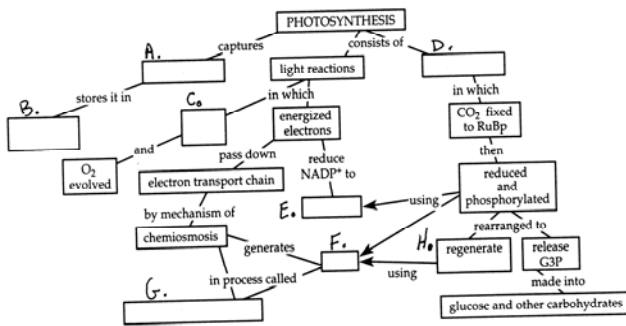 PHOTOSYNTHESIS
A.
captures
consists of
D.
light reactions
B.
stores it in
C.
in which
in which
energized
electrons
CO₂ fixed
to RuBp
and
then
O₂
evolved
pass down
reduce
NADP⁺ to
reduced
and
phosphorylated
electron transport chain
E.
using
by mechanism of
rearranged to
chemiosmosis
generates
F.
H.
regenerate
release
G3P
G.
in process called
using
made into
glucose and other carbohydrates